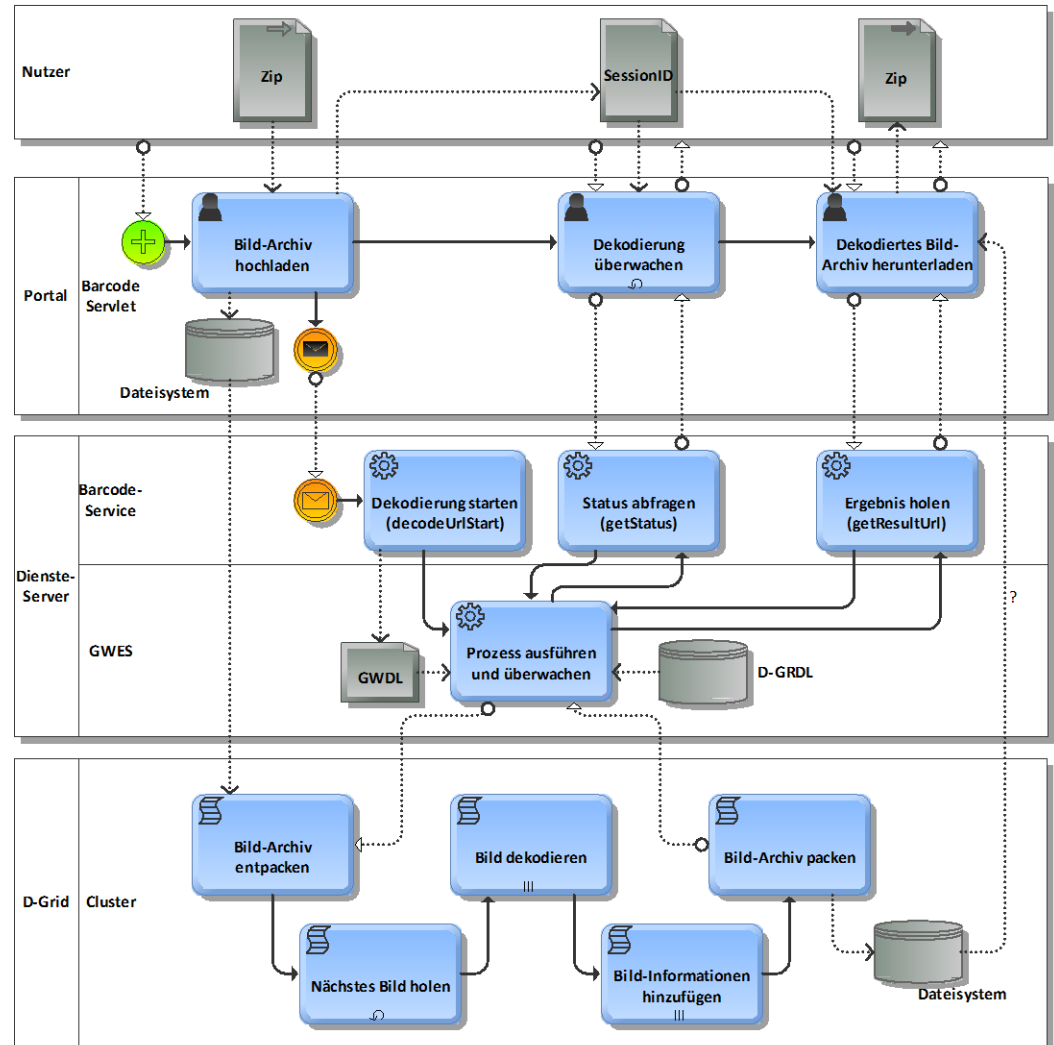 Nutzer
Zip
SessionID
Zip
Portal
Barcode
Servlet
Bild-Archiv
hochladen
Dekodierung
überwachen
Dekodiertes Bild-
Archiv herunterladen
Dateisystem
Dienste-
Server
Barcode-
Service
Dekodierung starten
(decodeUrlStart)
Status abfragen
(getStatus)
Ergebnis holen
(getResultUrl)
GWES
GWDL
Prozess ausführen
und überwachen
D-GRDL
?
D-Grid
Cluster
Bild-Archiv
entpacken
Bild dekodieren
Bild-Archiv packen
Nächstes Bild holen
Bild-Informationen
hinzufügen
Dateisystem